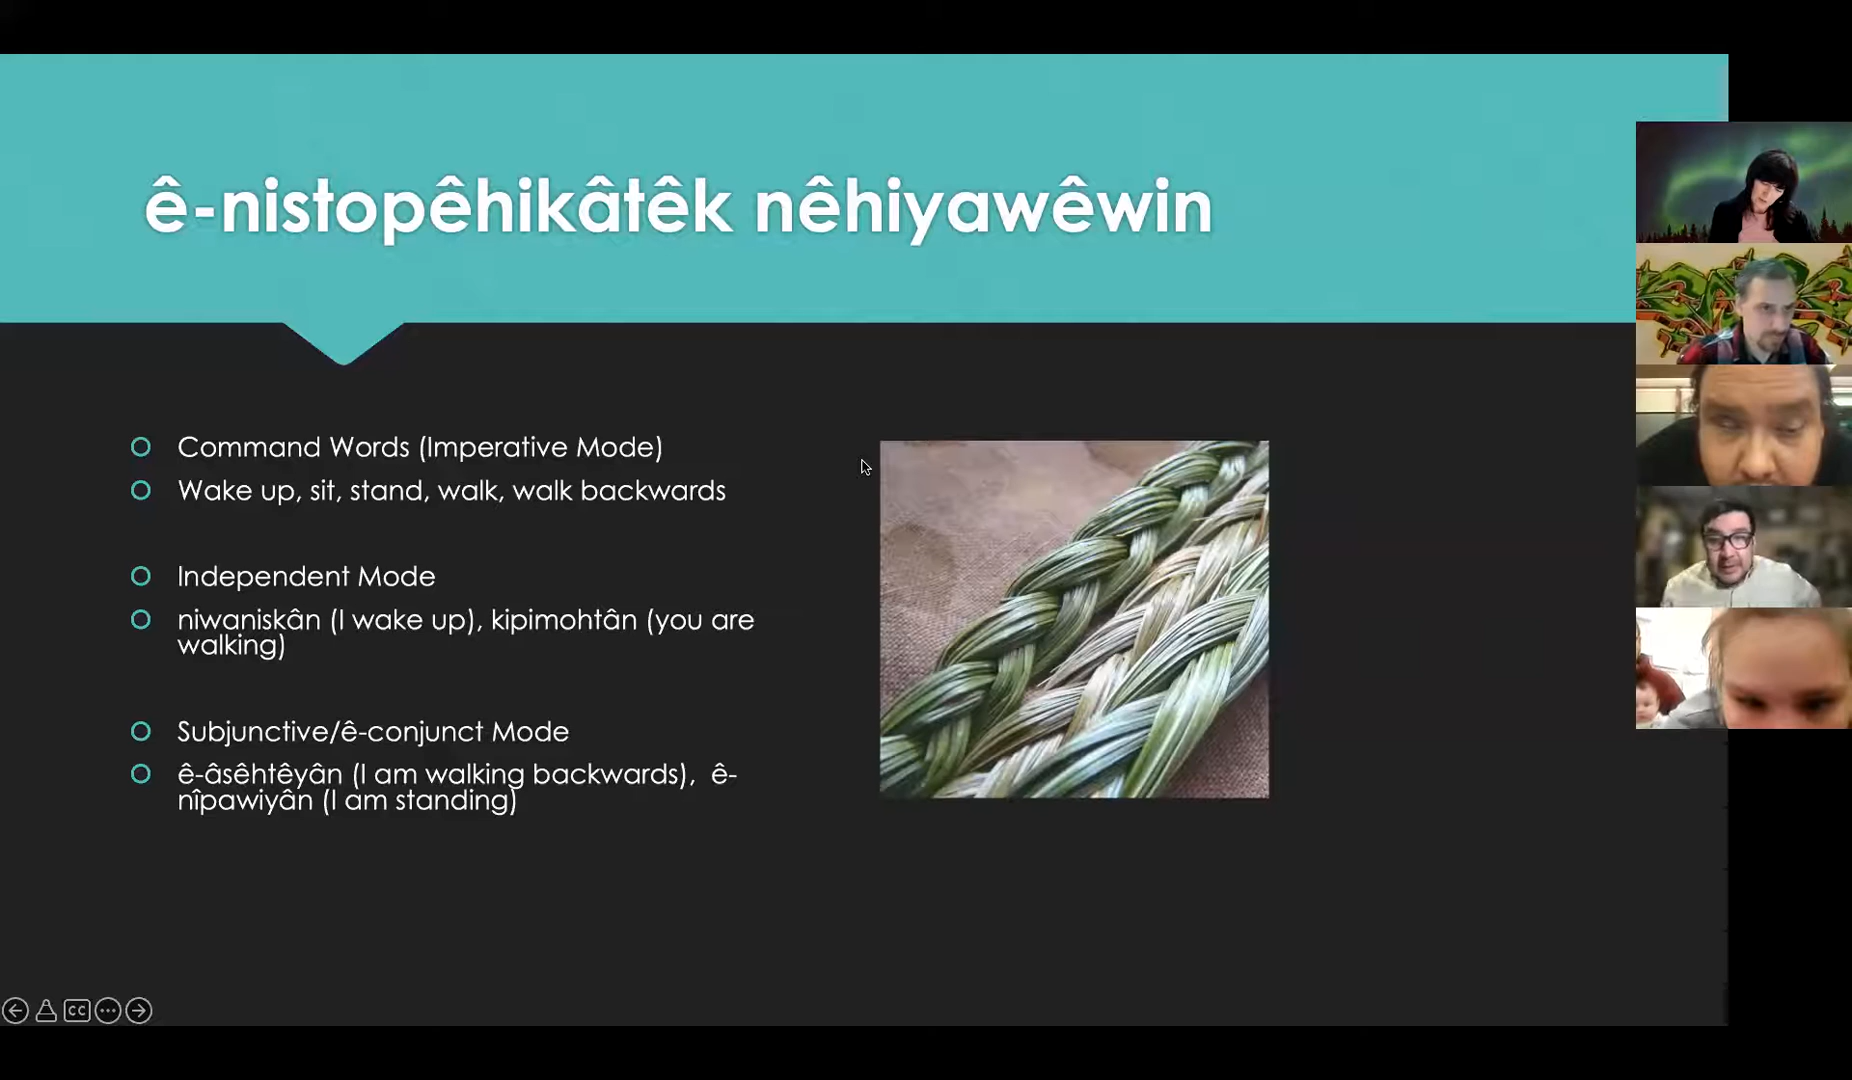 ê-nistopêhikâtêk nêhiyawêwin
Command Words (Imperative Mode)
Wake up, sit, stand, walk, walk backwards
Independent Mode
niwaniskân (I wake up), kipimohtân (you are
walking)
Subjunctive/ê-conjunct Mode
ê-âsêhtêyân (I am walking backwards),  ê-
nîpawiyân (I am standing)
CC